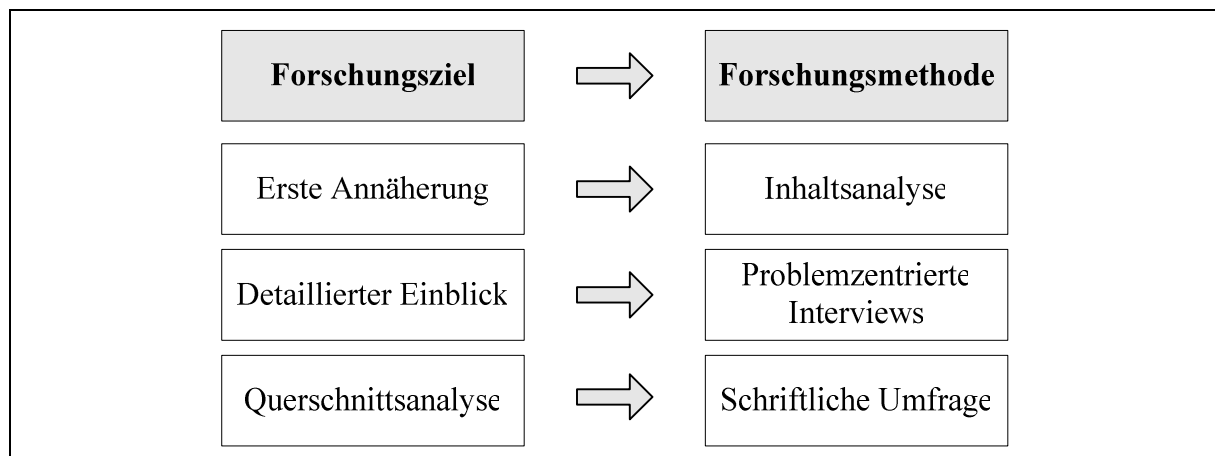 Forschungsziel
Forschungsmethode
Erste Annäherung
Inhaltsanalyse
Detaillierter Einblick
Problemzentrierte
Interviews
Querschnittsanalyse
Schriftliche Umfrage